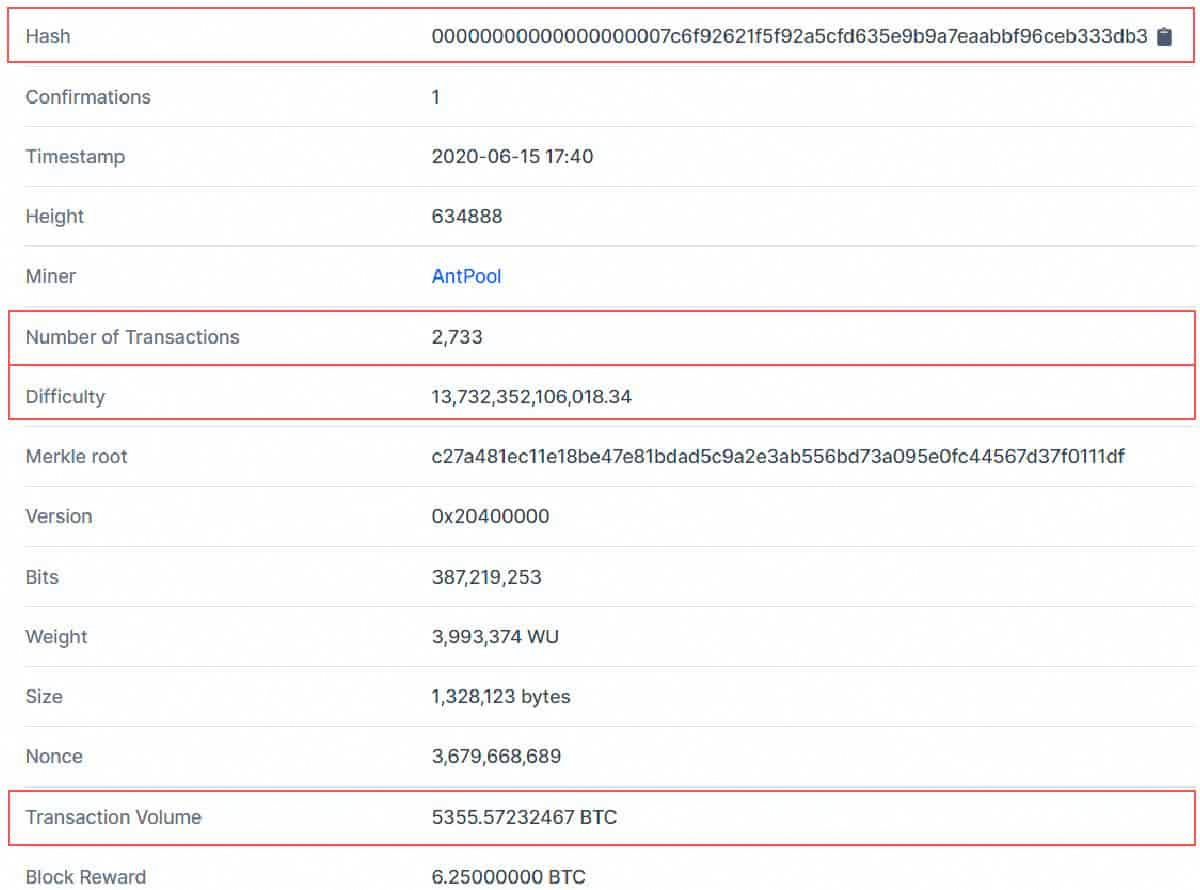 Hash 00000000000000000007c6f92621f5f92a5cfd635e9b9a7eaabbf96ceb333db3
Confirmations 1
Timestamp 2020-06-15 17:40
Height 634888
Miner AntPool
Number of Transactions 2,733
Difficulty 13,732,352,106,018.34
Merkle root c27a481ec11e18be47e81bdad5c9a2e3ab556bd73a095e0fc44567d37f0111df
Version 0x20400000
Bits 387,219,253
Weight 3,993,374 WU
Size 1,328,123 bytes
Nonce 3,679,668,689
Transaction Volume 5355.57232467 BTC
Block Reward 6.25000000 BTC